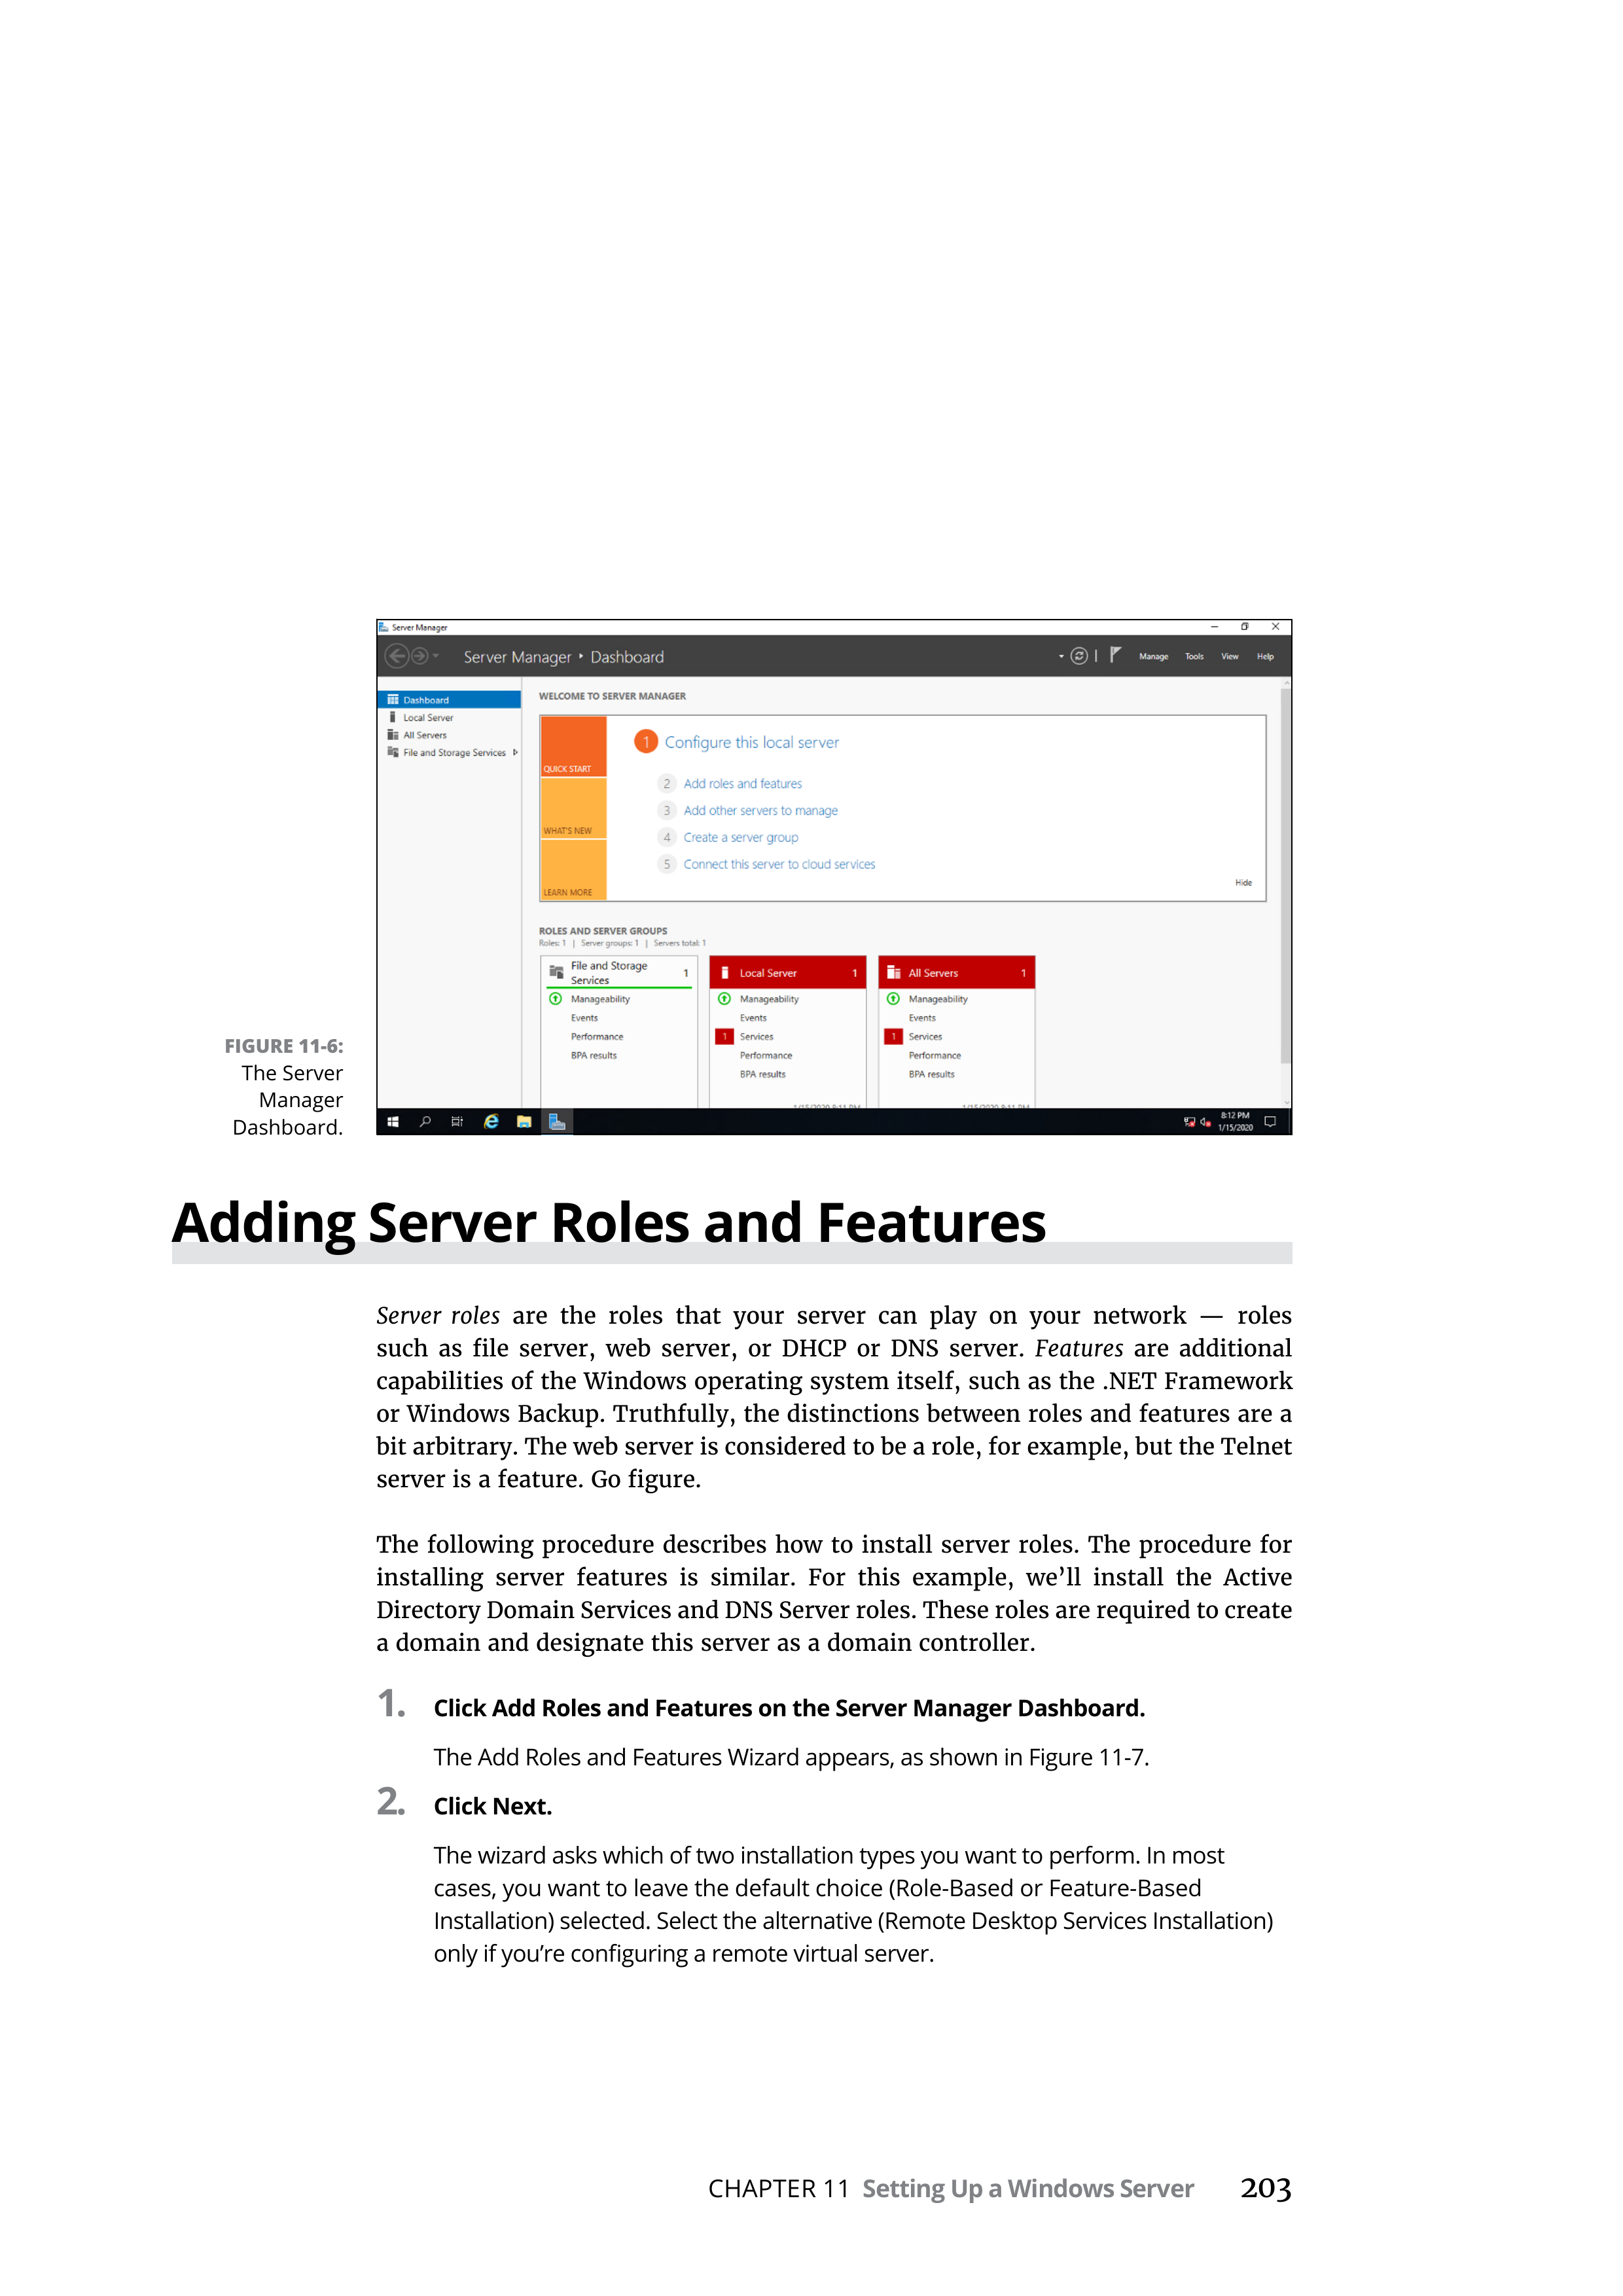 Server Manager
Server Manager ‣ Dashboard
Manage Tools View Help
Dashboard
Local Server
All Servers
File and Storage Services
WELCOME TO SERVER MANAGER
QUICK START
WHAT'S NEW
LEARN MORE
1 Configure this local server
2 Add roles and features
3 Add other servers to manage
4 Create a server group
5 Connect this server to cloud services
Hide
ROLES AND SERVER GROUPS
Roles: 1 | Server groups: 1 | Servers total: 1
File and Storage
Services
1
Manageability
Events
Performance
BPA results
Local Server 1
Manageability
Events
1 Services
Performance
BPA results
1/15/2020 8:11 PM
All Servers 1
Manageability
Events
1 Services
Performance
BPA results
1/15/2020 8:11 PM
8:12 PM
1/15/2020
FIGURE 11-6:
The Server
Manager
Dashboard.
Adding Server Roles and Features
Server roles are the roles that your server can play on your network — roles
such as file server, web server, or DHCP or DNS server. Features are additional
capabilities of the Windows operating system itself, such as the .NET Framework
or Windows Backup. Truthfully, the distinctions between roles and features are a
bit arbitrary. The web server is considered to be a role, for example, but the Telnet
server is a feature. Go figure.
The following procedure describes how to install server roles. The procedure for
installing server features is similar. For this example, we’ll install the Active
Directory Domain Services and DNS Server roles. These roles are required to create
a domain and designate this server as a domain controller.
1. Click Add Roles and Features on the Server Manager Dashboard.
The Add Roles and Features Wizard appears, as shown in Figure 11-7.
2. Click Next.
The wizard asks which of two installation types you want to perform. In most
cases, you want to leave the default choice (Role-Based or Feature-Based
Installation) selected. Select the alternative (Remote Desktop Services Installation)
only if you’re configuring a remote virtual server.
CHAPTER 11 Setting Up a Windows Server 203